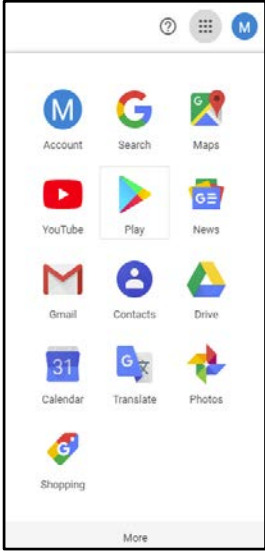 M
M
Account Search Maps
YouTube Play News
Gmail Contacts Drive
31
Calendar Translate Photos
Shopping
More